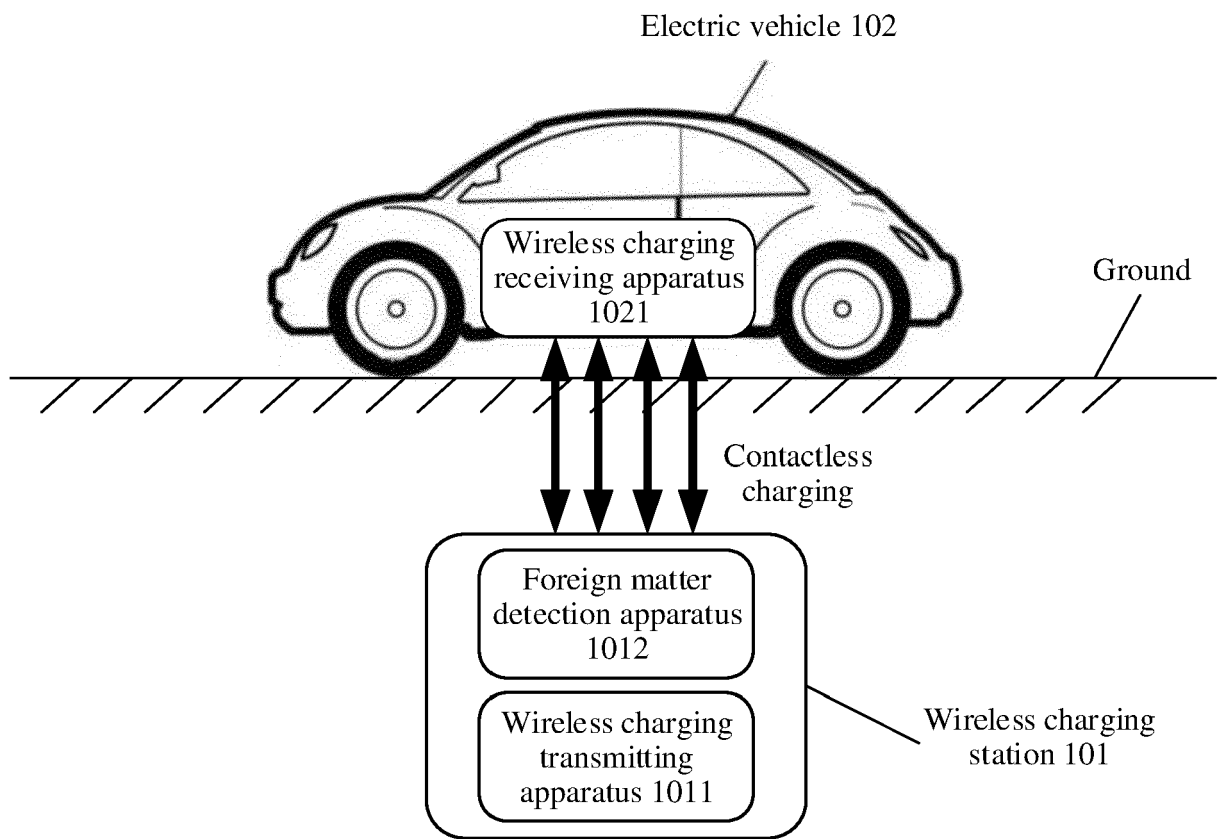 Electric vehicle 102
Wireless charging
receiving apparatus
1021
Ground
Contactless
charging
Foreign matter
detection apparatus
1012
Wireless charging
transmitting
apparatus 1011
Wireless charging
station 101